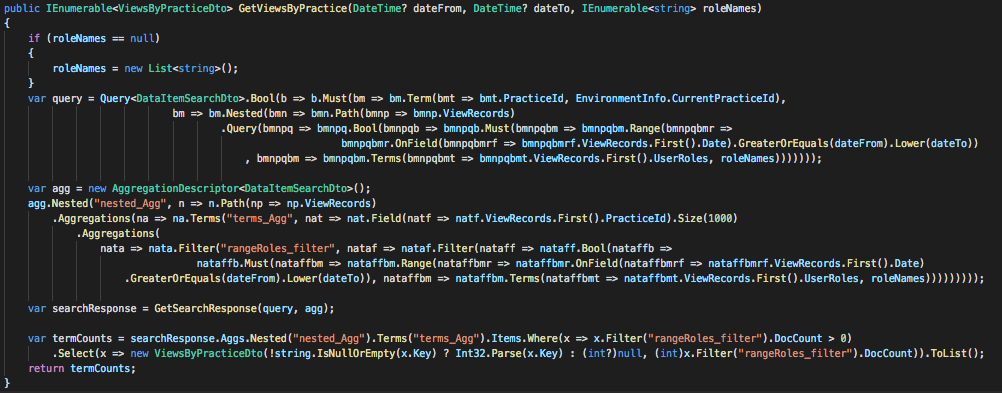 public IEnumerable<ViewsByPracticeDto> GetViewsByPractice(DateTime? dateFrom, DateTime? dateTo, IEnumerable<string> roleNames)
{
if (roleNames == null)
{
roleNames = new List<string>();
}
var query = Query<DataItemSearchDto>.Bool(b => b.Must(bm => bm.Term(bmt => bmt.PracticeId, EnvironmentInfo.CurrentPracticeId),
bm => bm.Nested(bmn => bmn.Path(bmnp => bmnp.ViewRecords)
.Query(bmnpq => bmnpq.Bool(bmnpqb => bmnpqb.Must(bmnpqbm => bmnpqbm.Range(bmnpqbmr =>
bmnpqbmr.OnField(bmnpqbmrf => bmnpqbmrf.ViewRecords.First().Date).GreaterOrEquals(dateFrom).Lower(dateTo))
, bmnpqbm => bmnpqbm.Terms(bmnpqbmt => bmnpqbmt.ViewRecords.First().UserRoles, roleNames)))))));
var agg = new AggregationDescriptor<DataItemSearchDto>();
agg.Nested("nested_Agg", n => n.Path(np => np.ViewRecords)
.Aggregations(na => na.Terms("terms_Agg", nat => nat.Field(natf => natf.ViewRecords.First().PracticeId).Size(1000)
.Aggregations(
nata => nata.Filter("rangeRoles_filter", nataf => nataf.Filter(nataff => nataff.Bool(nataffb =>
nataffb.Must(nataffbm => nataffbm.Range(nataffbmr => nataffbmr.OnField(nataffbmrf => nataffbmrf.ViewRecords.First().Date)
.GreaterOrEquals(dateFrom).Lower(dateTo)), nataffbm => nataffbm.Terms(nataffbmt => nataffbmt.ViewRecords.First().UserRoles, roleNames)))))))));
var searchResponse = GetSearchResponse(query, agg);
var termCounts = searchResponse.Aggs.Nested("nested_Agg").Terms("terms_Agg").Items.Where(x => x.Filter("rangeRoles_filter").DocCount > 0)
.Select(x => new ViewsByPracticeDto(!string.IsNullOrEmpty(x.Key) ? Int32.Parse(x.Key) : (int?)null, (int)x.Filter("rangeRoles_filter").DocCount)).ToList();
return termCounts;
}